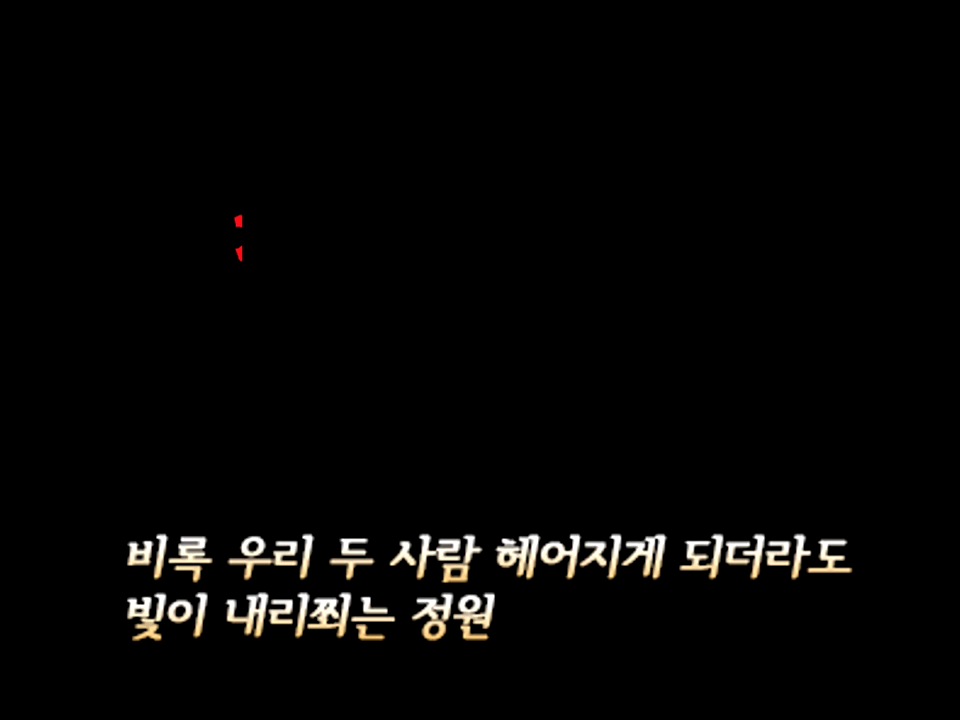 비록 우리 두 사람 헤어지게 되더라도
빛이 내리쬐는 정원